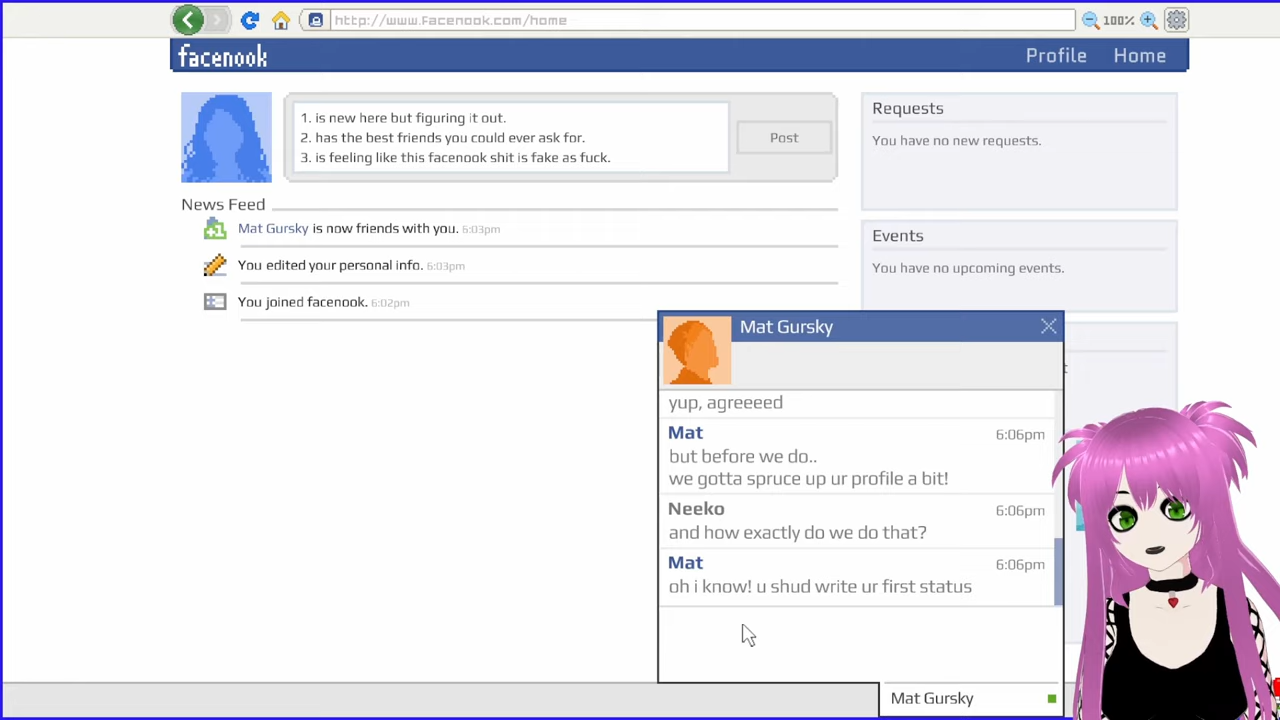 http://www.facenook.com/home
100%
facenook
Profile Home
1. is new here but figuring it out.
2. has the best friends you could ever ask for.
3. is feeling like this facenook shit is fake as fuck.
Post
Requests
You have no new requests.
News Feed
Mat Gursky is now friends with you. 6:03pm
You edited your personal info. 6:03pm
You joined facenook. 6:02pm
Events
You have no upcoming events.
Mat Gursky
yup, agreeeed
Mat 6:06pm
but before we do..
we gotta spruce up ur profile a bit!
Neeko 6:06pm
and how exactly do we do that?
Mat 6:06pm
oh i know! u shud write ur first status
Mat Gursky